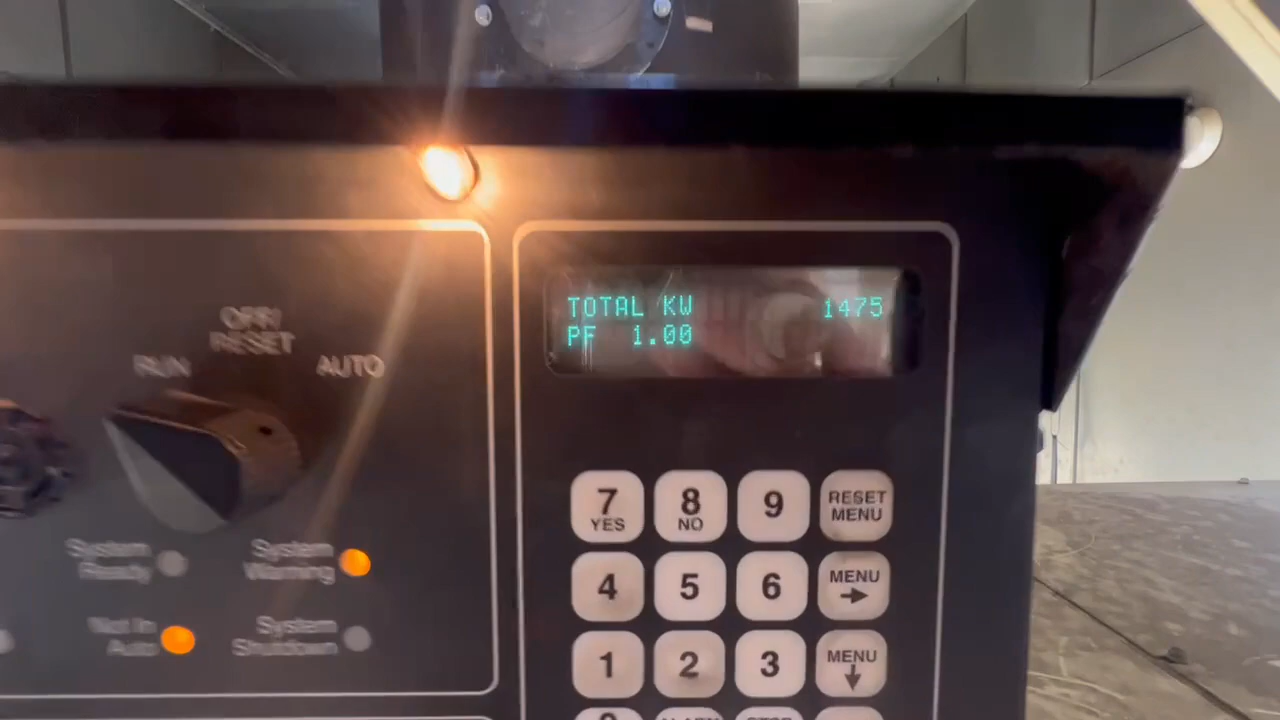 TOTAL KW 1475
PF 1.00
OFF/
RESET
RUN
AUTO
System
Ready
System
Warning
Not In
Auto
System
Shutdown
7
YES
8
NO
9
RESET
MENU
4
5
6
MENU
→
1
2
3
MENU
↓